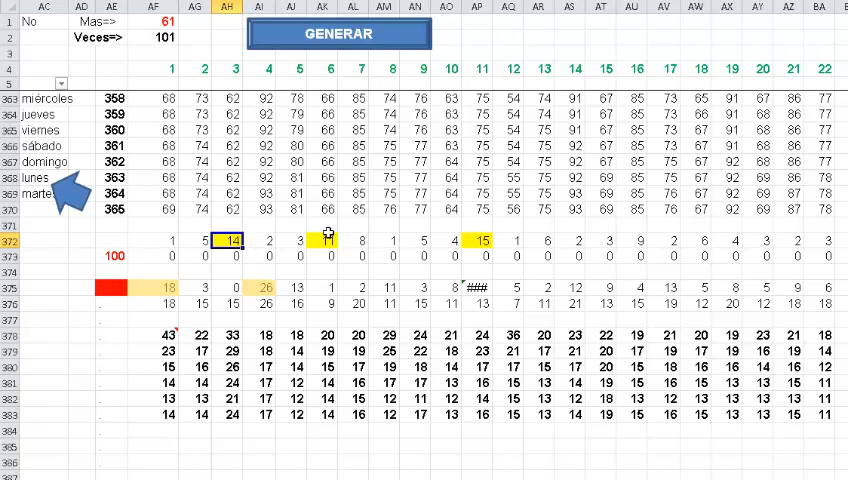 AC AD AE AF AG AH AI AJ AK AL AM AN AO AP AQ AR AS AT AU AV AW AX AY AZ BA
1 No Mas=> 61
GENERAR
2 Veces=> 101
3
4 1 2 3 4 5 6 7 8 9 10 11 12 13 14 15 16 17 18 19 20 21 22
5
363 miércoles 358 68 73 62 92 78 66 85 74 76 63 75 54 74 91 67 85 73 65 91 67 86 77
364 jueves 359 68 73 62 92 79 66 85 74 76 63 75 54 74 91 67 85 73 66 91 68 86 77
365 viernes 360 68 73 62 92 79 66 85 74 76 63 75 54 75 91 67 85 73 66 91 68 86 77
366 sábado 361 68 74 62 92 80 66 85 74 76 63 75 54 75 92 68 85 74 67 91 68 86 77
367 domingo 362 68 74 62 92 80 66 85 75 76 63 75 54 75 92 68 85 75 67 92 68 86 77
368 lunes 363 68 74 62 92 81 66 85 75 76 63 75 55 75 92 69 85 75 67 92 69 86 78
369 martes 364 68 74 62 93 81 66 85 75 77 64 75 55 75 93 69 85 76 67 92 69 87 78
370 365 69 74 62 93 81 66 85 76 77 64 75 55 75 93 69 85 76 67 92 69 87 78
371
372 1 5 14 2 3 11 8 1 5 4 15 1 6 2 3 9 2 6 4 3 2 3
373 100 0 0 0 0 0 0 0 0 0 0 0 0 0 0 0 0 0 0 0 0 0 0
374
375 18 3 0 26 13 1 2 11 3 8 ### 5 2 12 9 4 13 5 8 5 9 6
376 . 18 15 15 26 16 9 20 11 15 11 13 7 11 21 13 15 19 12 20 12 18 18
377 .
378 . 43 22 33 18 18 20 20 29 24 21 24 36 20 23 22 19 21 20 19 23 21 18
379 . 23 17 29 18 14 19 19 25 22 18 23 21 17 21 20 17 19 17 16 19 16 14
380 . 15 16 26 17 14 15 17 19 18 14 17 15 15 17 20 15 18 16 16 16 14 12
381 . 14 14 24 17 12 14 16 17 17 13 16 15 13 14 19 15 16 15 13 15 13 11
382 . 13 13 21 17 12 14 15 12 11 12 14 15 13 12 18 13 12 13 13 13 13 11
383 . 14 14 24 17 12 14 16 12 17 13 16 15 13 14 15 15 16 15 13 15 15 11
384 .
385 .
386 .
387